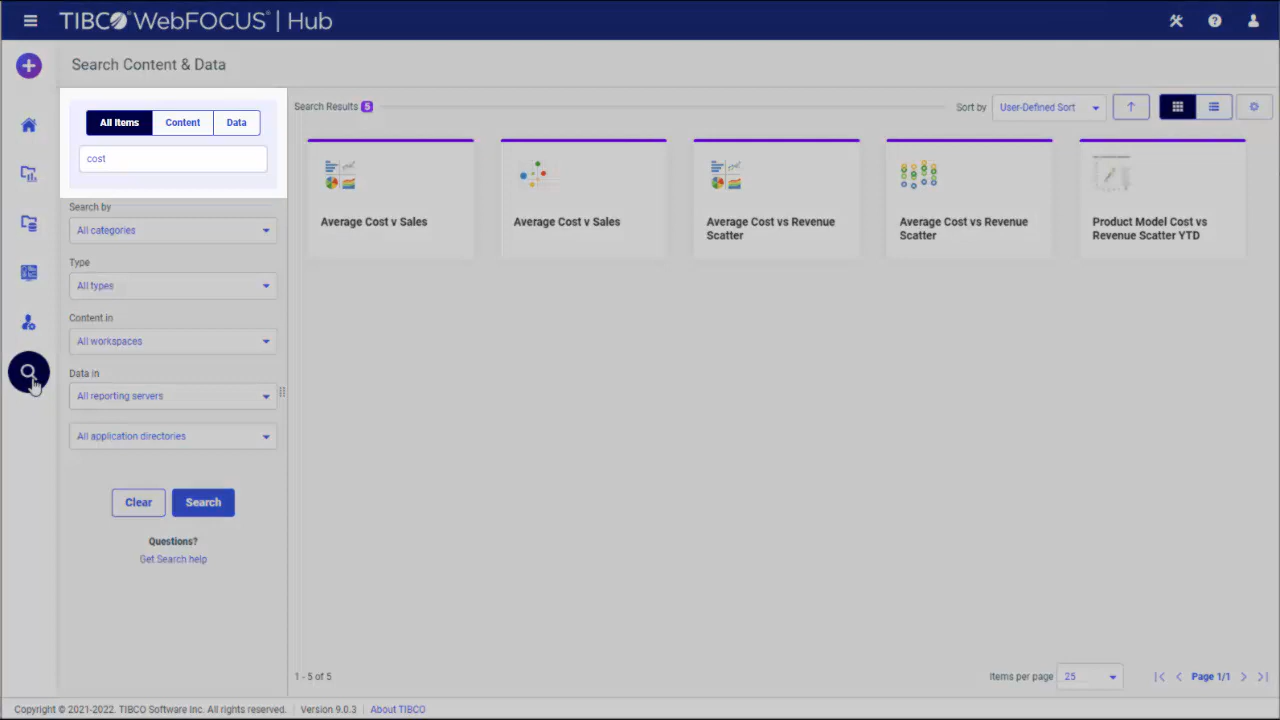 TIBCO® WebFOCUS® | Hub
Search Content & Data
All Items Content Data
cost
Search by
All categories
Type
All types
Content in
All workspaces
Data in
All reporting servers
All application directories
Clear Search
Questions?
Get Search help
Search Results 5
Sort by User-Defined Sort
Average Cost v Sales
Average Cost v Sales
Average Cost vs Revenue
Scatter
Average Cost vs Revenue
Scatter
Product Model Cost vs
Revenue Scatter YTD
1 - 5 of 5
Items per page 25 Page 1/1
Copyright © 2021-2022. TIBCO Software Inc. All rights reserved. | Version 9.0.3 | About TIBCO